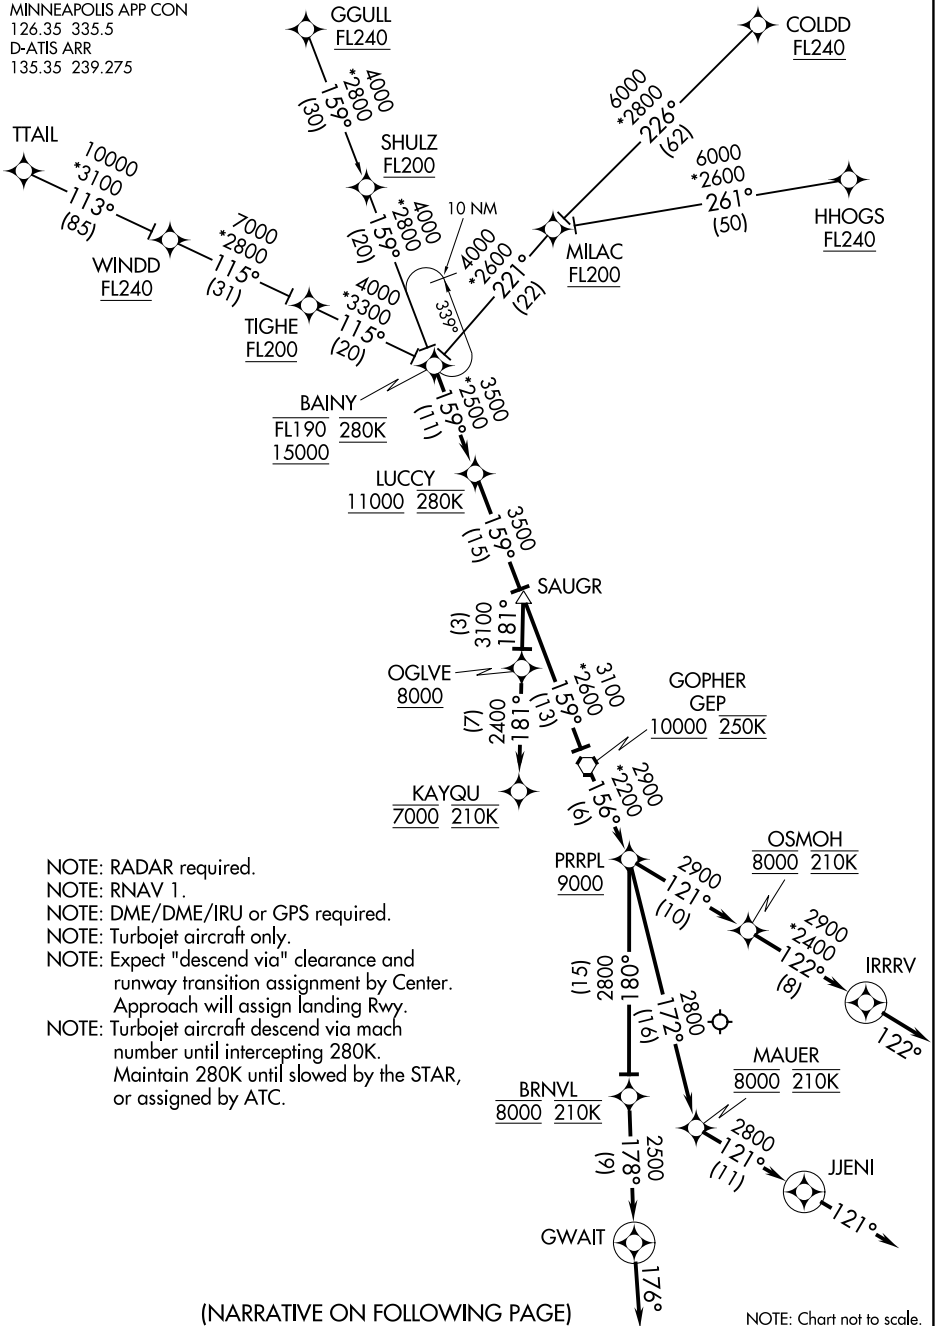 MINNEAPOLIS APP CON
126.35 335.5
D-ATIS ARR
135.35 239.275
GGULL
FL240
COLDD
FL240
4000
*2800
159°
(30)
6000
*2800
226°
(62)
TTAIL
10000
*3100
113°
(85)
SHULZ
FL200
6000
*2600
261°
(50)
HHOGS
FL240
WINDD
FL240
7000
*2800
115°
(31)
4000
*2800
159°
(20)
10 NM
339°
4000
*2600
221°
(22)
MILAC
FL200
TIGHE
FL200
4000
*3300
115°
(20)
BAINY
FL190 280K
15000
3500
*2500
159°
(11)
LUCCY
11000 280K
3500
159°
(15)
SAUGR
181°
3100
(3)
OGLVE
8000
181°
2400
(7)
KAYQU
7000 210K
3100
*2600
159°
(13)
GOPHER
GEP
10000 250K
2900
*2200
156°
(6)
PRRPL
9000
2900
121°
(10)
OSMOH
8000 210K
2900
*2400
122°
(8)
IRRRV
122°
180°
2800
(15)
2800
172°
(16)
MAUER
8000 210K
BRNVL
8000 210K
2800
121°
(11)
JJENI
121°
2500
178°
(9)
GWAIT
176°
NOTE: RADAR required.
NOTE: RNAV 1.
NOTE: DME/DME/IRU or GPS required.
NOTE: Turbojet aircraft only.
NOTE: Expect "descend via" clearance and
runway transition assignment by Center.
Approach will assign landing Rwy.
NOTE: Turbojet aircraft descend via mach
number until intercepting 280K.
Maintain 280K until slowed by the STAR,
or assigned by ATC.
(NARRATIVE ON FOLLOWING PAGE)
NOTE: Chart not to scale.